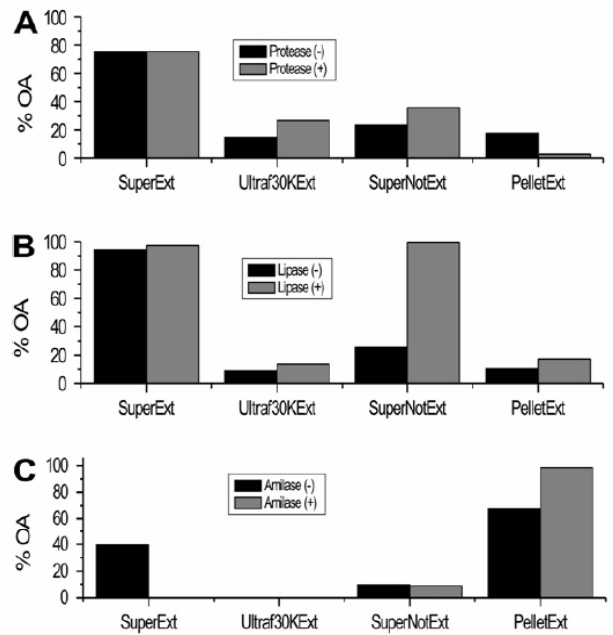 A
100
80
60
40
20
0
% OA
Protease (-)
Protease (+)
SuperExt Ultraf30KExt SuperNotExt PelletExt
B
100
80
60
40
20
0
% OA
Lipase (-)
Lipase (+)
SuperExt Ultraf30KExt SuperNotExt PelletExt
C
100
80
60
40
20
0
% OA
Amilase (-)
Amilase (+)
SuperExt Ultraf30KExt SuperNotExt PelletExt